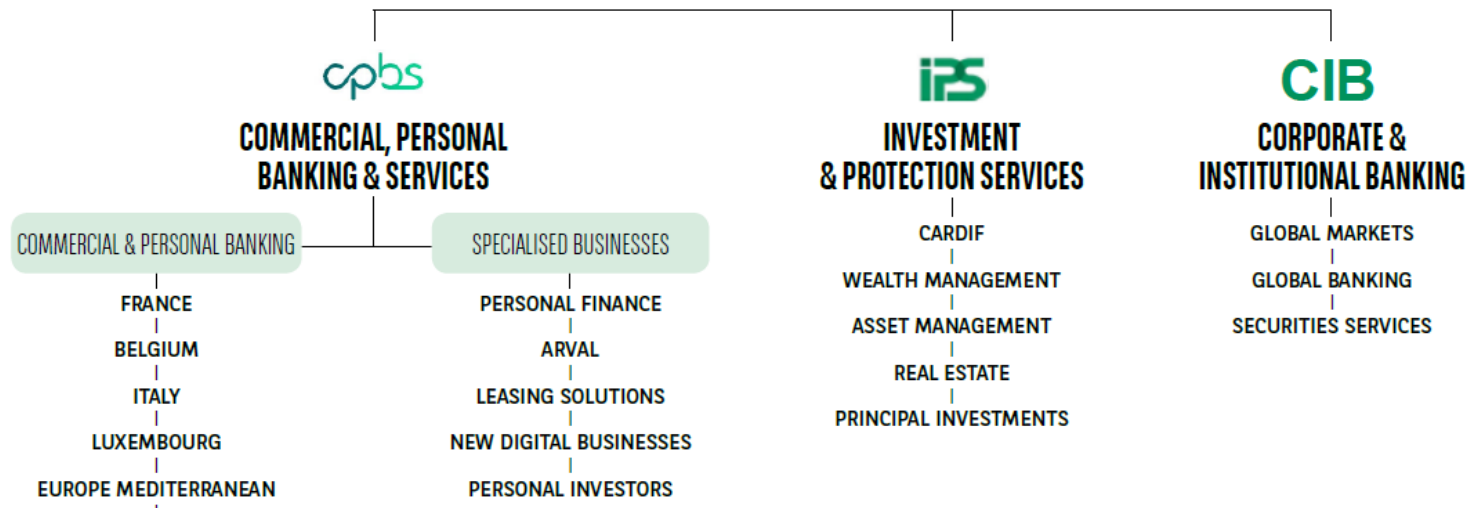 cpbs
COMMERCIAL, PERSONAL
BANKING & SERVICES
COMMERCIAL & PERSONAL BANKING
FRANCE
BELGIUM
ITALY
LUXEMBOURG
EUROPE MEDITERRANEAN
SPECIALISED BUSINESSES
PERSONAL FINANCE
ARVAL
LEASING SOLUTIONS
NEW DIGITAL BUSINESSES
PERSONAL INVESTORS
iPS
INVESTMENT
& PROTECTION SERVICES
CARDIF
WEALTH MANAGEMENT
ASSET MANAGEMENT
REAL ESTATE
PRINCIPAL INVESTMENTS
CIB
CORPORATE &
INSTITUTIONAL BANKING
GLOBAL MARKETS
GLOBAL BANKING
SECURITIES SERVICES